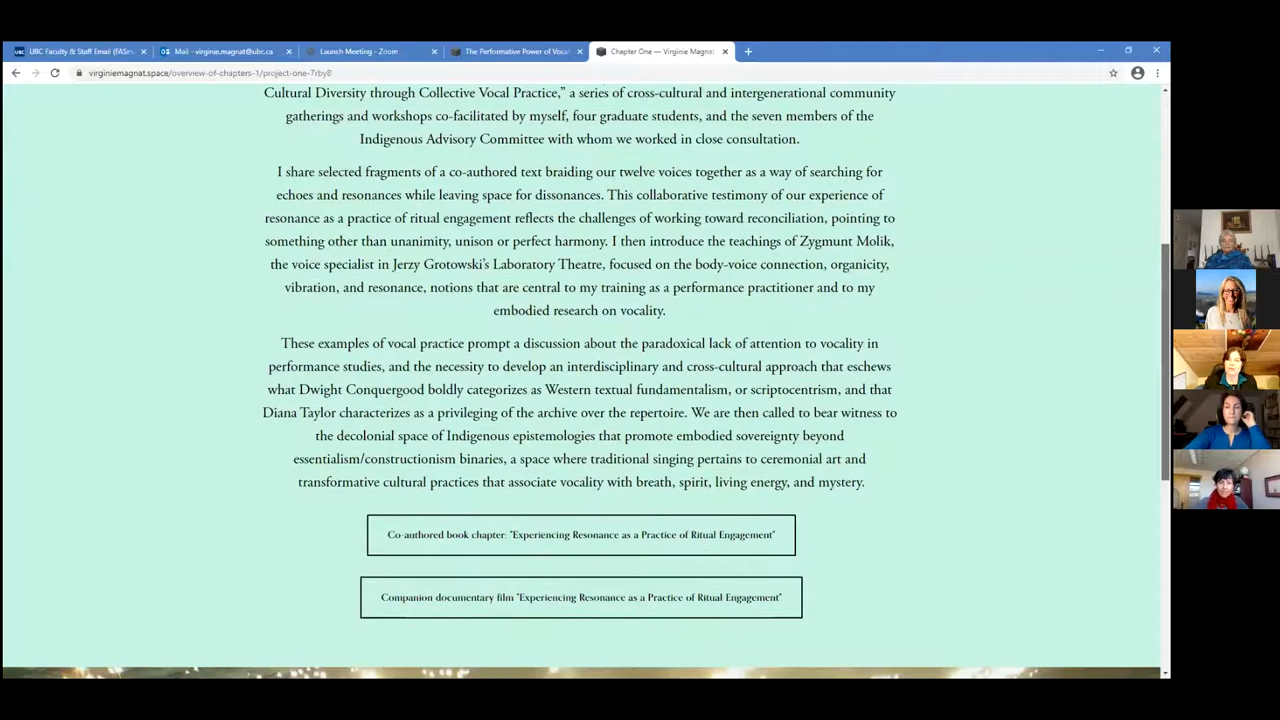 UBC Faculty & Staff Email (FASm
Mail - virginie.magnat@ubc.ca
Launch Meeting - Zoom
The Performative Power of Vocal
Chapter One — Virginie Magnat
virginiemagnat.space/overview-of-chapters-1/project-one-7rby8
Cultural Diversity through Collective Vocal Practice,” a series of cross-cultural and intergenerational community
gatherings and workshops co-facilitated by myself, four graduate students, and the seven members of the
Indigenous Advisory Committee with whom we worked in close consultation.
I share selected fragments of a co-authored text braiding our twelve voices together as a way of searching for
echoes and resonances while leaving space for dissonances. This collaborative testimony of our experience of
resonance as a practice of ritual engagement reflects the challenges of working toward reconciliation, pointing to
something other than unanimity, unison or perfect harmony. I then introduce the teachings of Zygmunt Molik,
the voice specialist in Jerzy Grotowski’s Laboratory Theatre, focused on the body-voice connection, organicity,
vibration, and resonance, notions that are central to my training as a performance practitioner and to my
embodied research on vocality.
These examples of vocal practice prompt a discussion about the paradoxical lack of attention to vocality in
performance studies, and the necessity to develop an interdisciplinary and cross-cultural approach that eschews
what Dwight Conquergood boldly categorizes as Western textual fundamentalism, or scriptocentrism, and that
Diana Taylor characterizes as a privileging of the archive over the repertoire. We are then called to bear witness to
the decolonial space of Indigenous epistemologies that promote embodied sovereignty beyond
essentialism/constructionism binaries, a space where traditional singing pertains to ceremonial art and
transformative cultural practices that associate vocality with breath, spirit, living energy, and mystery.
Co-authored book chapter: "Experiencing Resonance as a Practice of Ritual Engagement"
Companion documentary film "Experiencing Resonance as a Practice of Ritual Engagement"